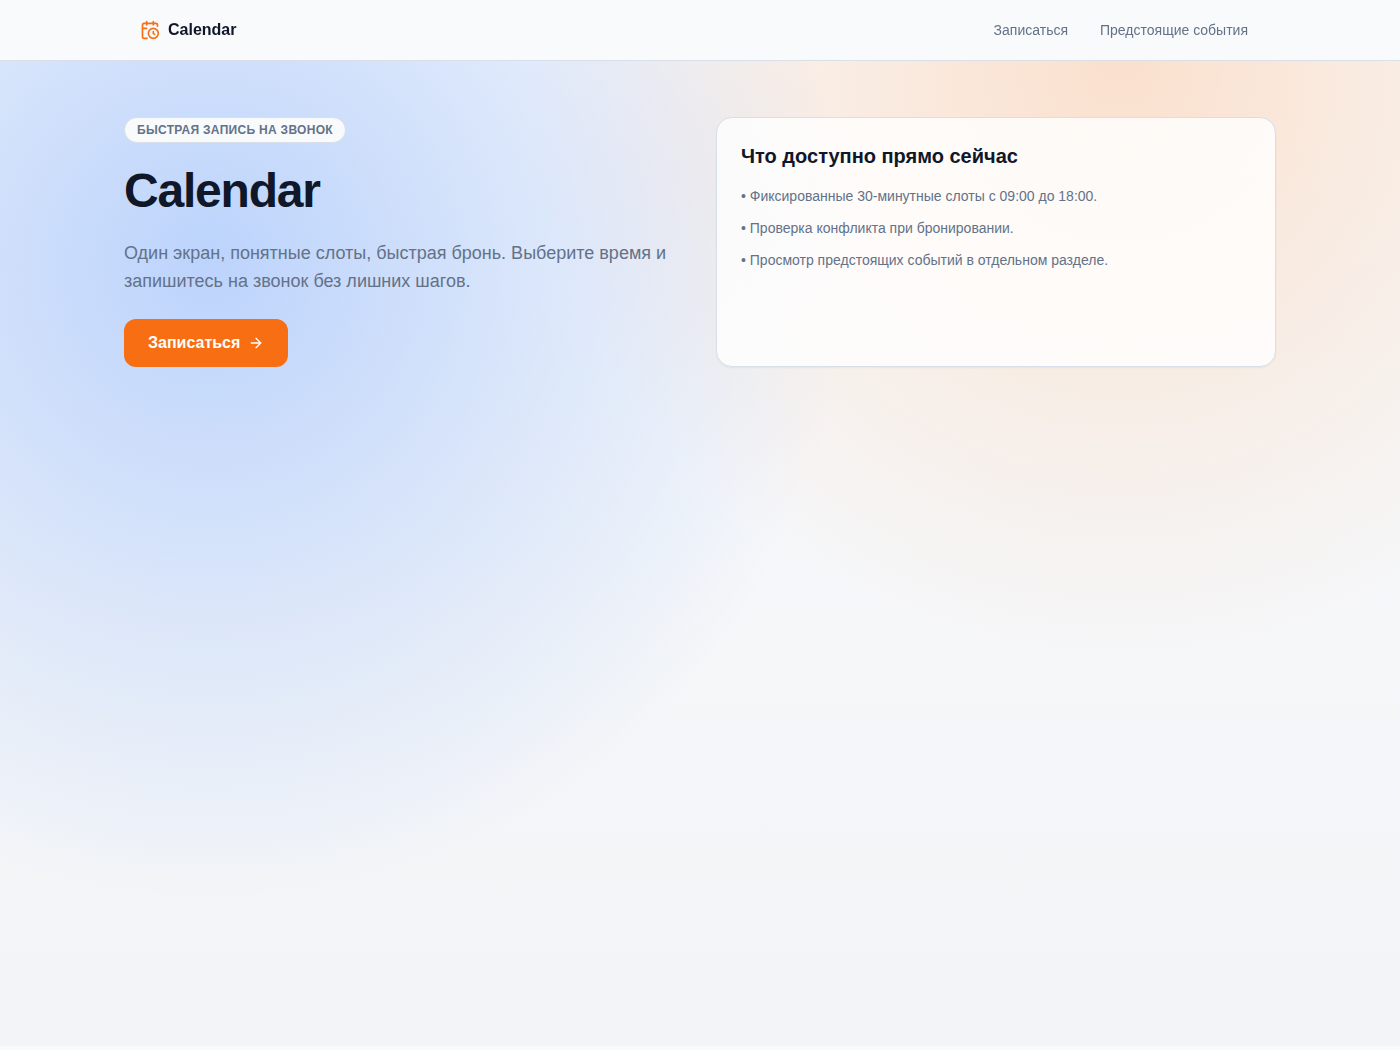 Calendar
Записаться
Предстоящие события
БЫСТРАЯ ЗАПИСЬ НА ЗВОНОК
Calendar
Один экран, понятные слоты, быстрая бронь. Выберите время и
запишитесь на звонок без лишних шагов.
Записаться
Что доступно прямо сейчас
• Фиксированные 30-минутные слоты с 09:00 до 18:00.
• Проверка конфликта при бронировании.
• Просмотр предстоящих событий в отдельном разделе.